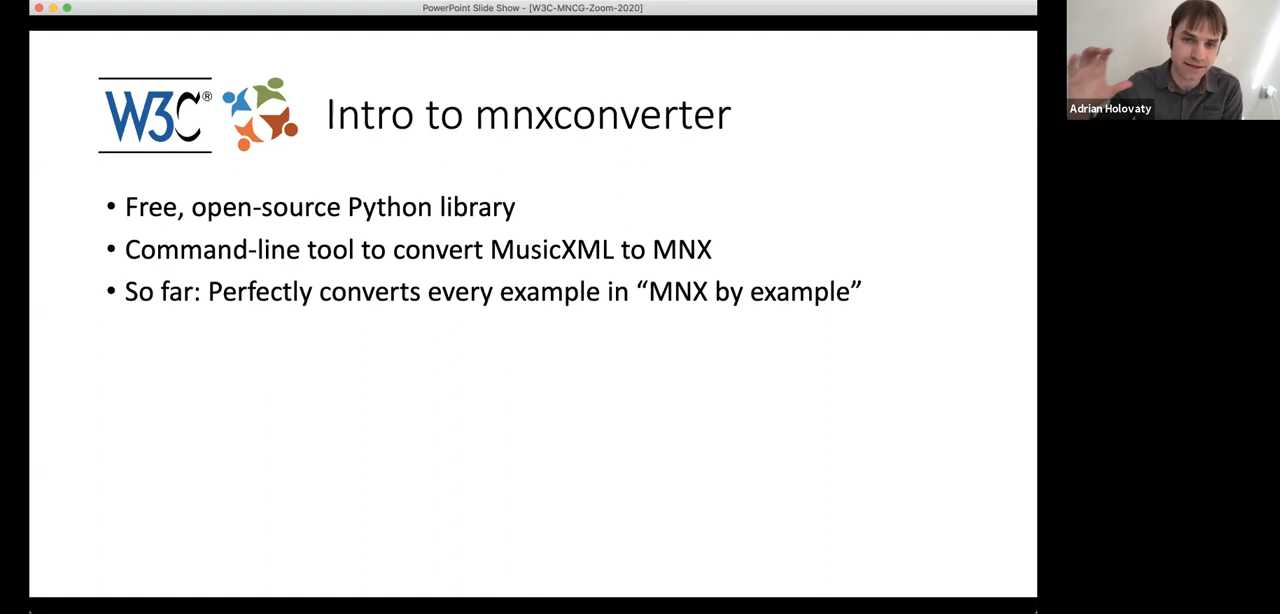 PowerPoint Slide Show - [W3C-MNCG-Zoom-2020]
W3C® Intro to mnxconverter
• Free, open-source Python library
• Command-line tool to convert MusicXML to MNX
• So far: Perfectly converts every example in “MNX by example”
Adrian Holovaty